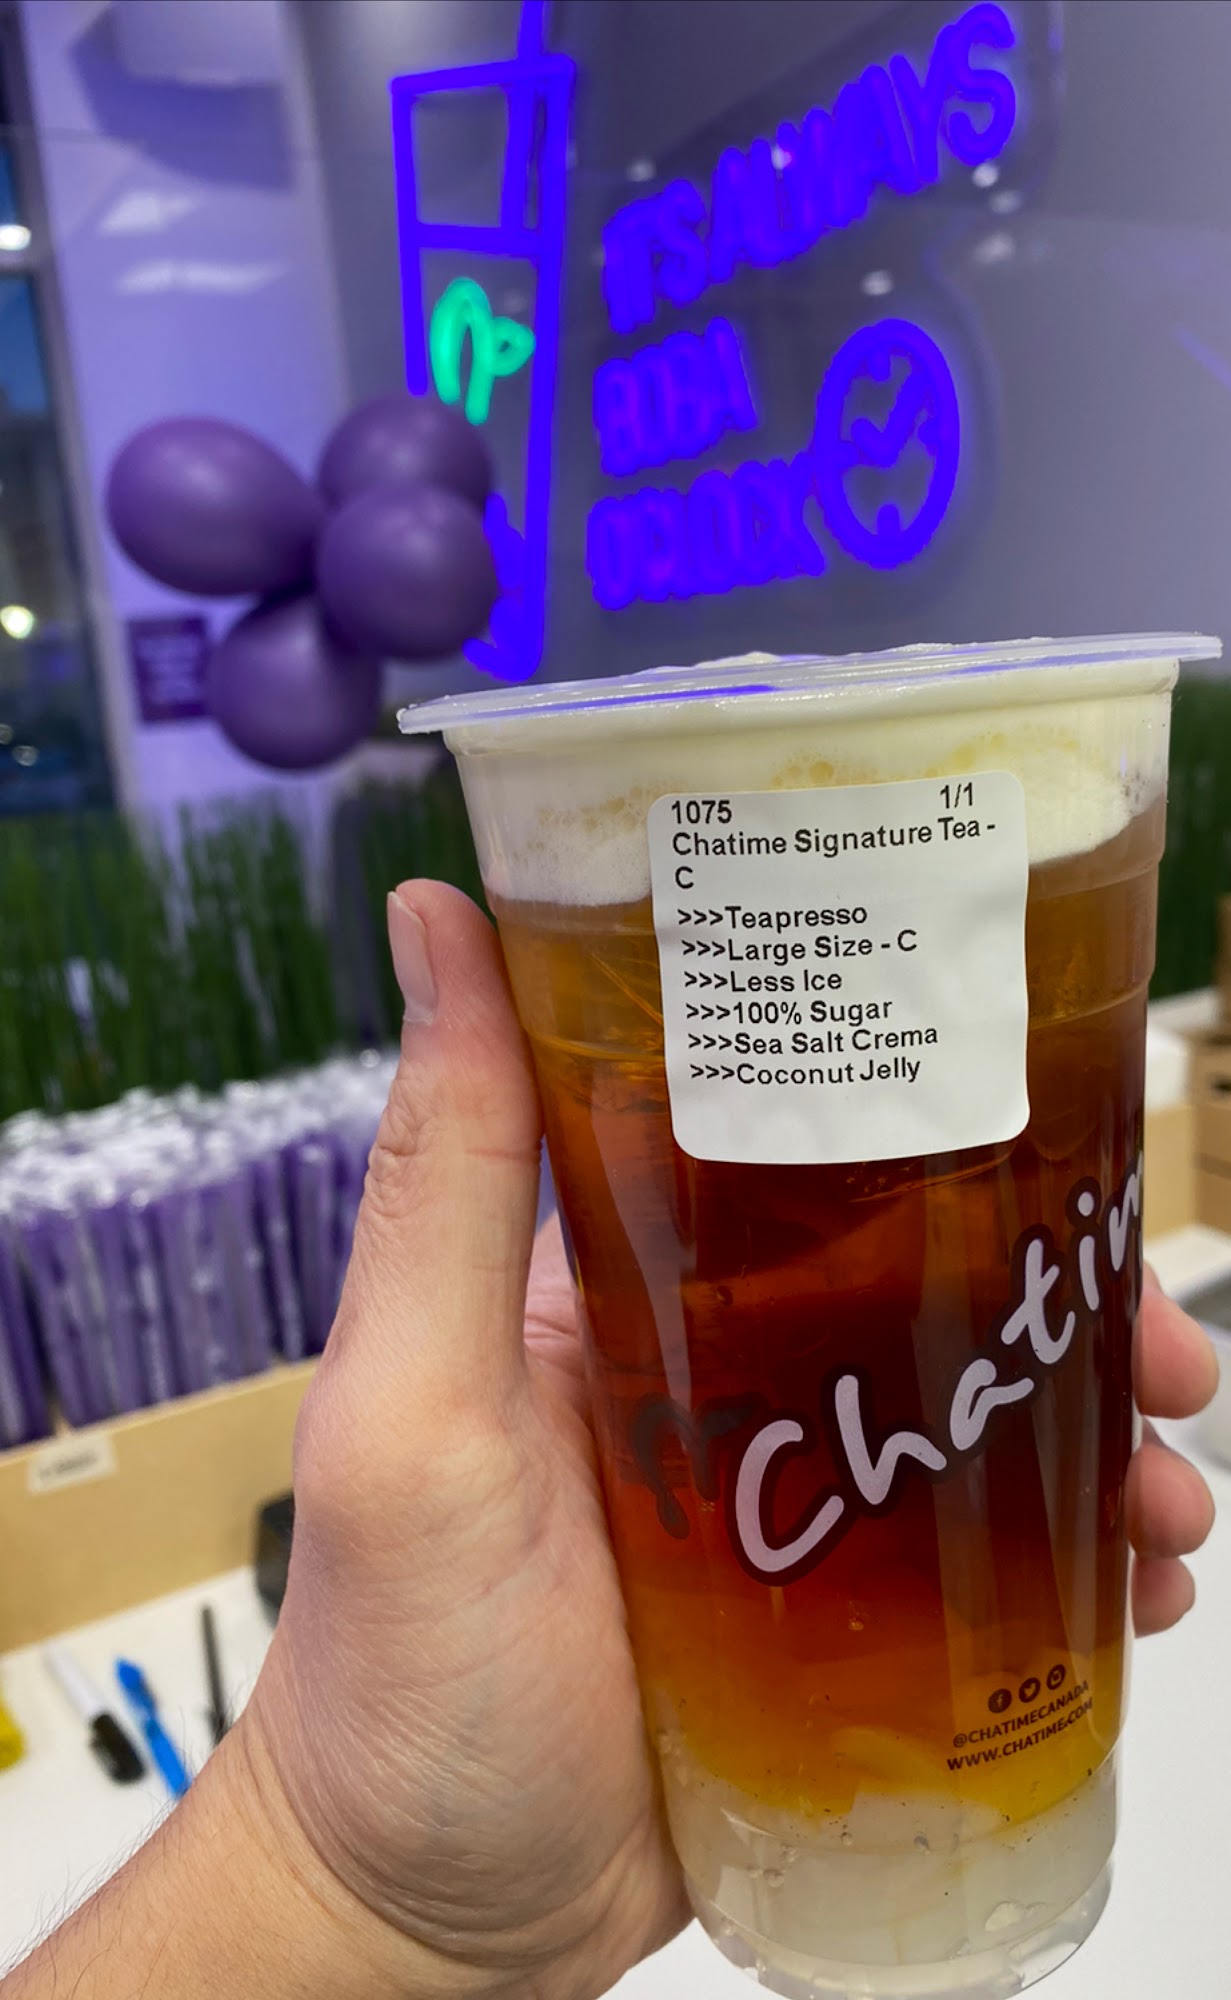 IT'S ALWAYS
BOBA
O'CLOCK
1075 1/1
Chatime Signature Tea -
C
>>>Teapresso
>>>Large Size - C
>>>Less Ice
>>>100% Sugar
>>>Sea Salt Crema
>>>Coconut Jelly
Chatim
@CHATIMECANADA
WWW.CHATIME.COM